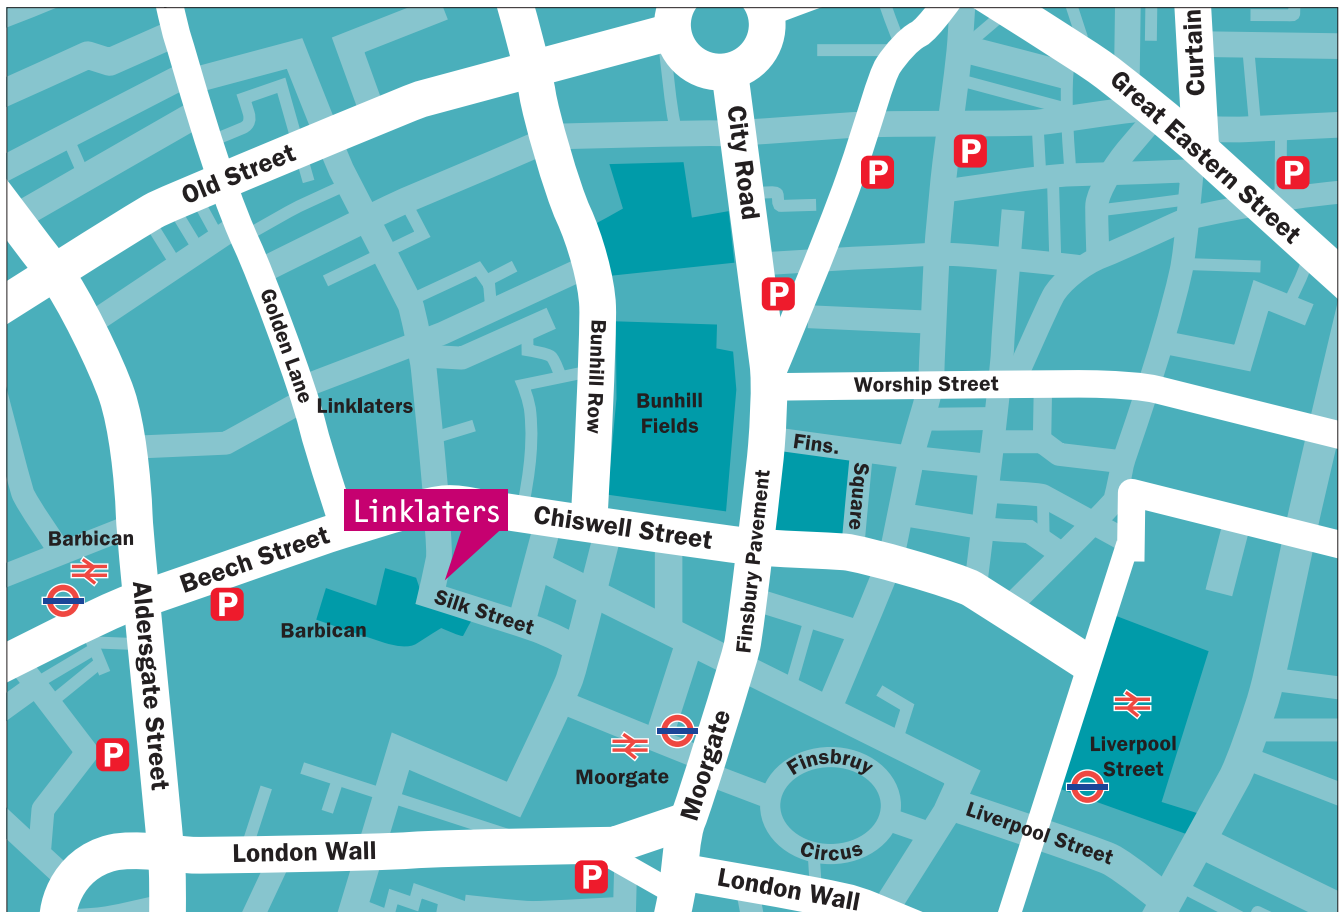 Curtain
Great Eastern Street
City Road
P
P
P
Old Street
P
Golden Lane
Bunhill Row
Worship Street
Linklaters
Bunhill
Fields
Fins.
Square
Linklaters
Chiswell Street
Finsbury Pavement
Barbican
Beech Street
P
Aldersgate Street
Silk Street
Barbican
P
Moorgate
Moorgate
Finsbruy
Circus
Liverpool
Street
Liverpool Street
London Wall
P
London Wall